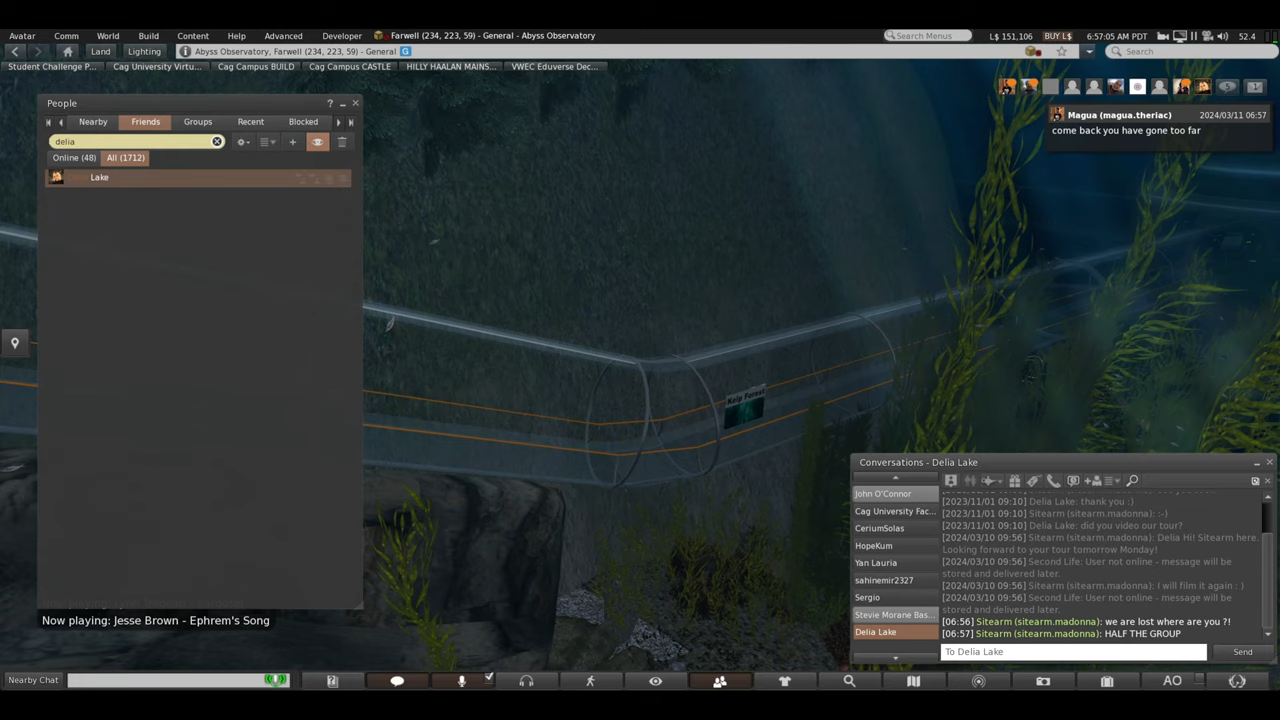 Avatar Comm World Build Content Help Advanced Developer Farwell (234, 223, 59) - General - Abyss Observatory Search Menus L$ 151,106 BUY L$ 6:57:05 AM PDT 52.4
Land Lighting Abyss Observatory, Farwell (234, 223, 59) - General G Search
Student Challenge P... Cag University Virtu... Cag Campus BUILD Cag Campus CASTLE HILLY HAALAN MAINS... VWEC Eduverse Dec...
People
?
Nearby Friends Groups Recent Blocked
delia
Online (48) All (1712)
Lake
Magua (magua.theriac) 2024/03/11 06:57
come back you have gone too far
Kelp Forest
Now playing: Jesse Brown - Ephrem's Song
Conversations - Delia Lake
John O'Connor
Cag University Fac...
CeriumSolas
HopeKum
Yan Lauria
sahinemir2327
Sergio
Stevie Morane Bas...
Delia Lake
[2023/11/01 09:10] Delia Lake: thank you :)
[2023/11/01 09:10] Sitearm (sitearm.madonna): :-)
[2023/11/01 09:10] Delia Lake: did you video our tour?
[2024/03/10 09:56] Sitearm (sitearm.madonna): Delia Hi! Sitearm here.
Looking forward to your tour tomorrow Monday!
[2024/03/10 09:56] Second Life: User not online - message will be
stored and delivered later.
[2024/03/10 09:56] Sitearm (sitearm.madonna): I will film it again : )
[2024/03/10 09:56] Second Life: User not online - message will be
stored and delivered later.
[06:56] Sitearm (sitearm.madonna): we are lost where are you ?!
[06:57] Sitearm (sitearm.madonna): HALF THE GROUP
To Delia Lake
Send
Nearby Chat
AO